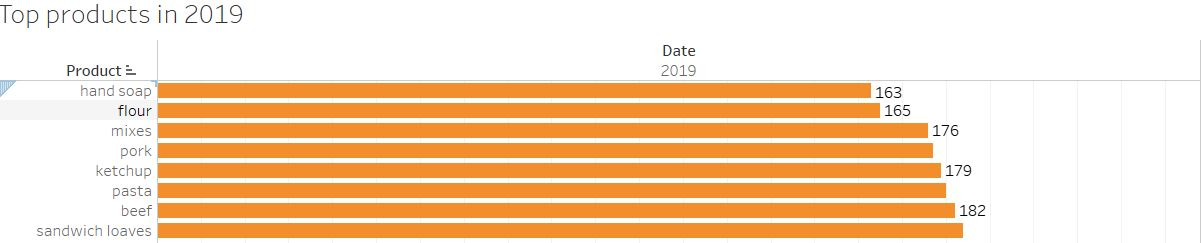 Top products in 2019
Date
Product 2019
hand soap 163
flour 165
mixes 176
pork
ketchup 179
pasta
beef 182
sandwich loaves